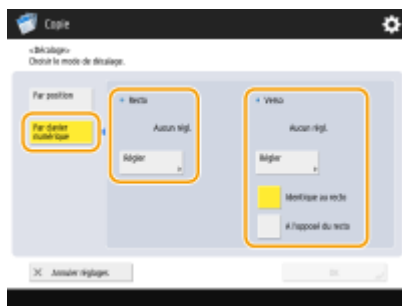 Copie
<Décalage>
Choisir le mode de décalage.
Par position
Par clavier
numérique
Recto
Aucun régl.
Régler
Verso
Aucun régl.
Régler
Identique au recto
A l'opposé du recto
Annuler réglages
OK